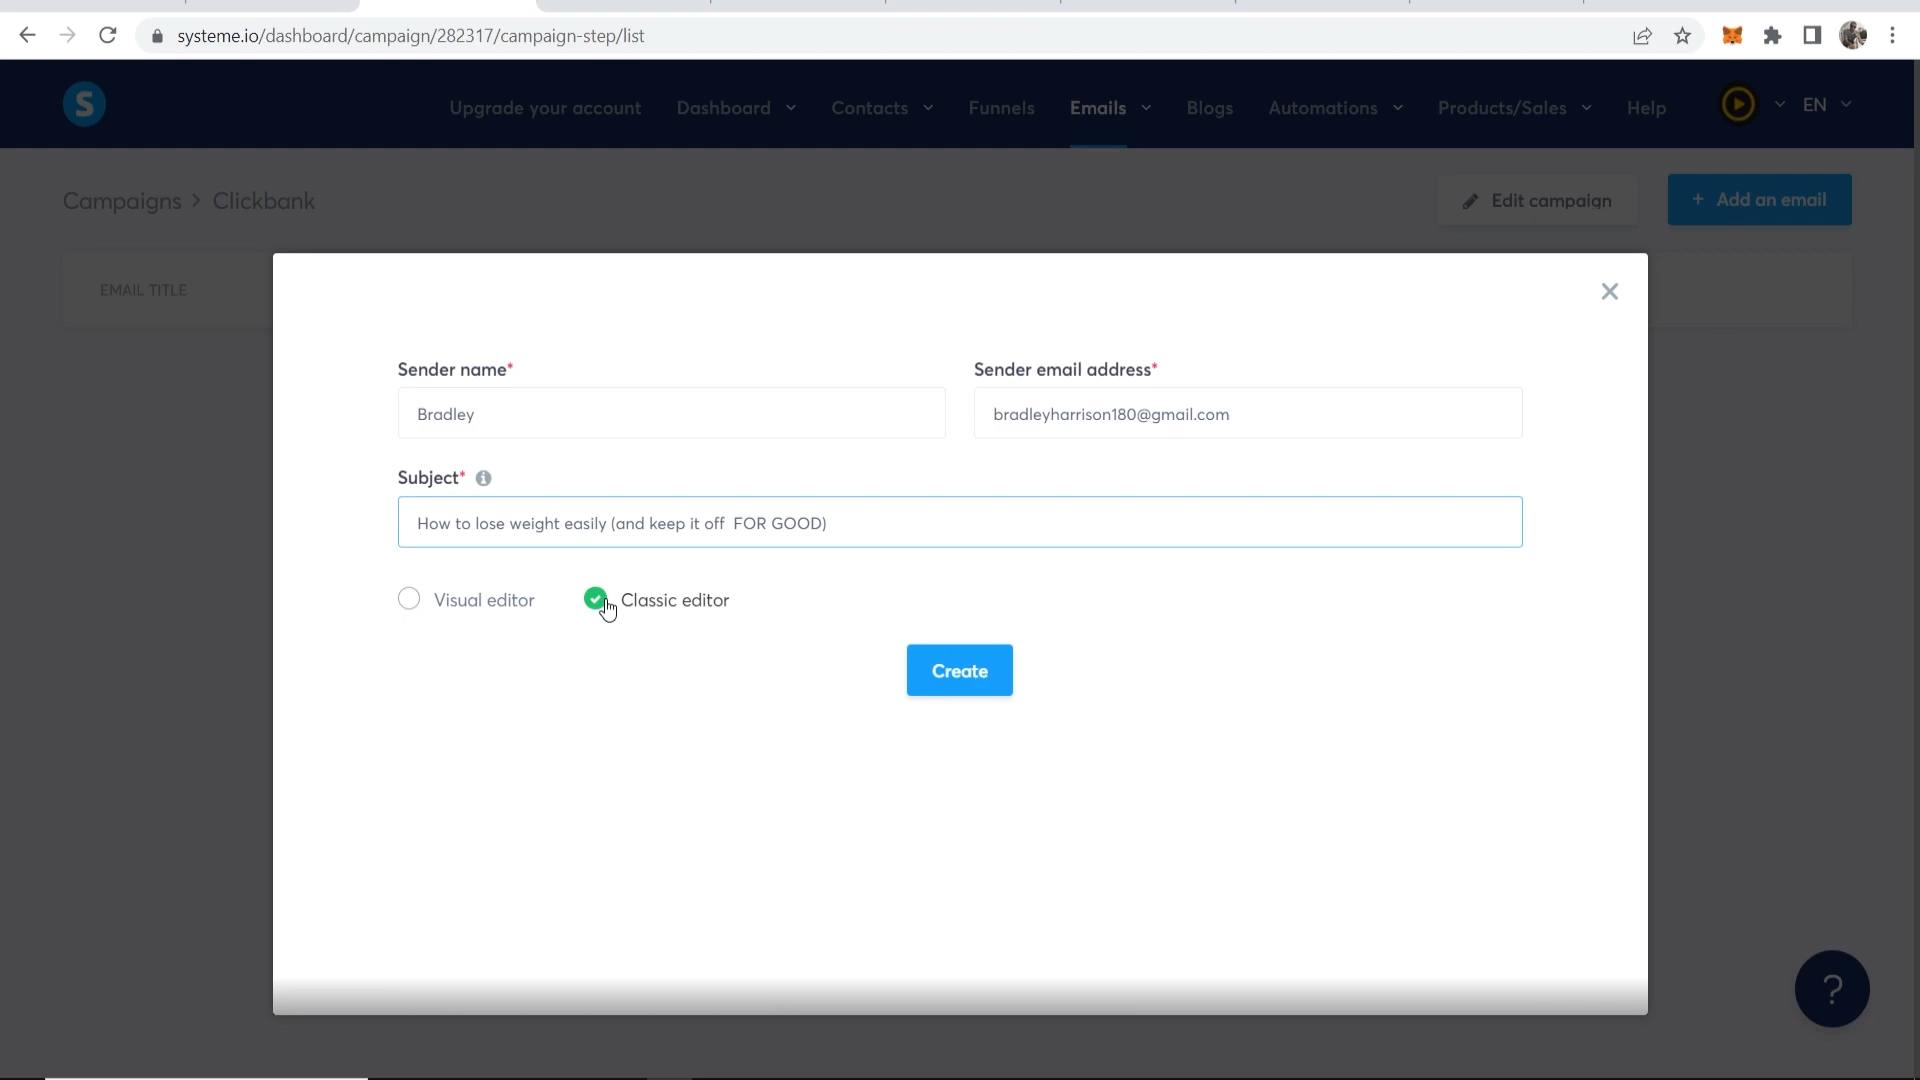 systeme.io/dashboard/campaign/282317/campaign-step/list
S
Upgrade your account Dashboard Contacts Funnels Emails Blogs Automations Products/Sales Help EN
Campaigns > Clickbank
Edit campaign
+ Add an email
EMAIL TITLE
Sender name*
Sender email address*
Bradley
bradleyharrison180@gmail.com
Subject*
How to lose weight easily (and keep it off  FOR GOOD)
Visual editor
Classic editor
Create
?